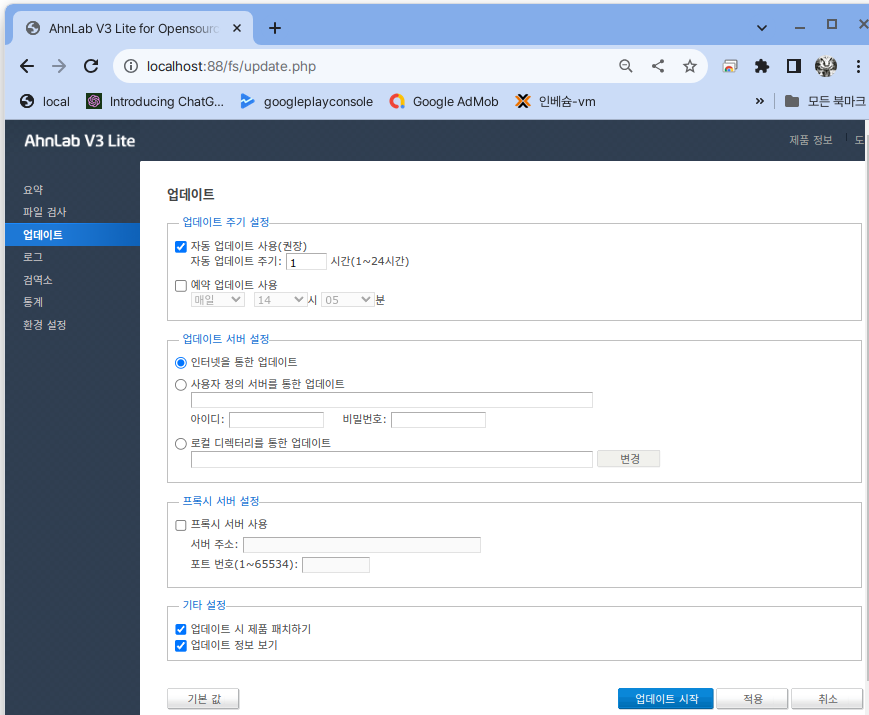 AhnLab V3 Lite for Opensourc
localhost:88/fs/update.php
local Introducing ChatG... googleplayconsole Google AdMob 인베슘-vm » 모든 북마크
AhnLab V3 Lite
제품 정보 도
요약
파일 검사
업데이트
로그
검역소
통계
환경 설정
업데이트
업데이트 주기 설정
자동 업데이트 사용(권장)
자동 업데이트 주기: 1 시간(1~24시간)
예약 업데이트 사용
매일 14 시 05 분
업데이트 서버 설정
인터넷을 통한 업데이트
사용자 정의 서버를 통한 업데이트
아이디: 비밀번호:
로컬 디렉터리를 통한 업데이트
변경
프록시 서버 설정
프록시 서버 사용
서버 주소:
포트 번호(1~65534):
기타 설정
업데이트 시 제품 패치하기
업데이트 정보 보기
기본 값 업데이트 시작 적용 취소